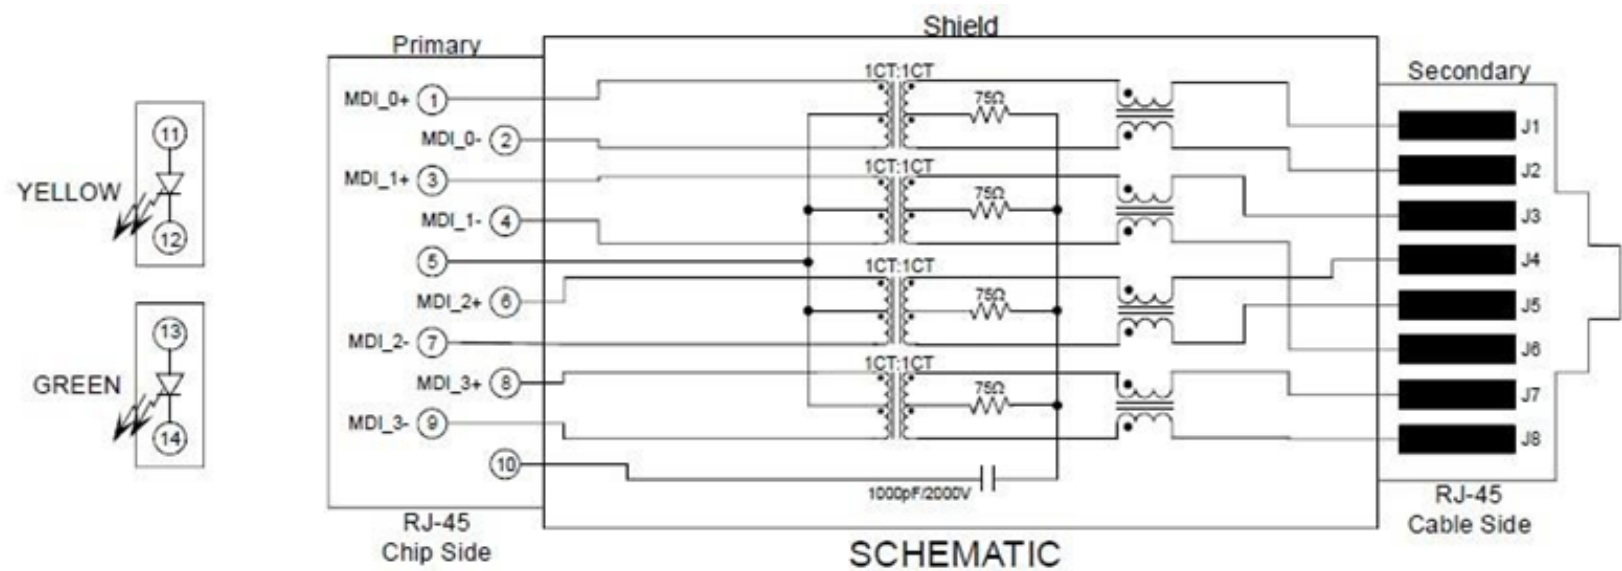 Shield
Primary
Secondary
1CT:1CT
MDI_0+ 1
75Ω
J1
11
MDI_0- 2
J2
1CT:1CT
MDI_1+ 3
YELLOW
75Ω
J3
MDI_1- 4
12
J4
5
1CT:1CT
MDI_2+ 6
75Ω
J5
13
MDI_2- 7
J6
1CT:1CT
GREEN
MDI_3+ 8
75Ω
J7
MDI_3- 9
14
J8
10
1000pF/2000V
RJ-45
Chip Side
RJ-45
Cable Side
SCHEMATIC